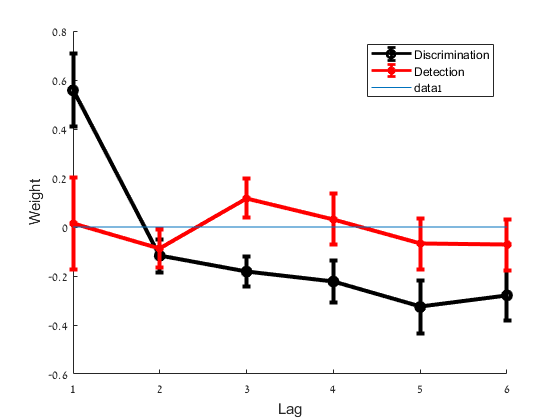 0.8
0.6
0.4
0.2
0
-0.2
-0.4
-0.6
Weight
1 2 3 4 5 6
Lag
Discrimination
Detection
data1